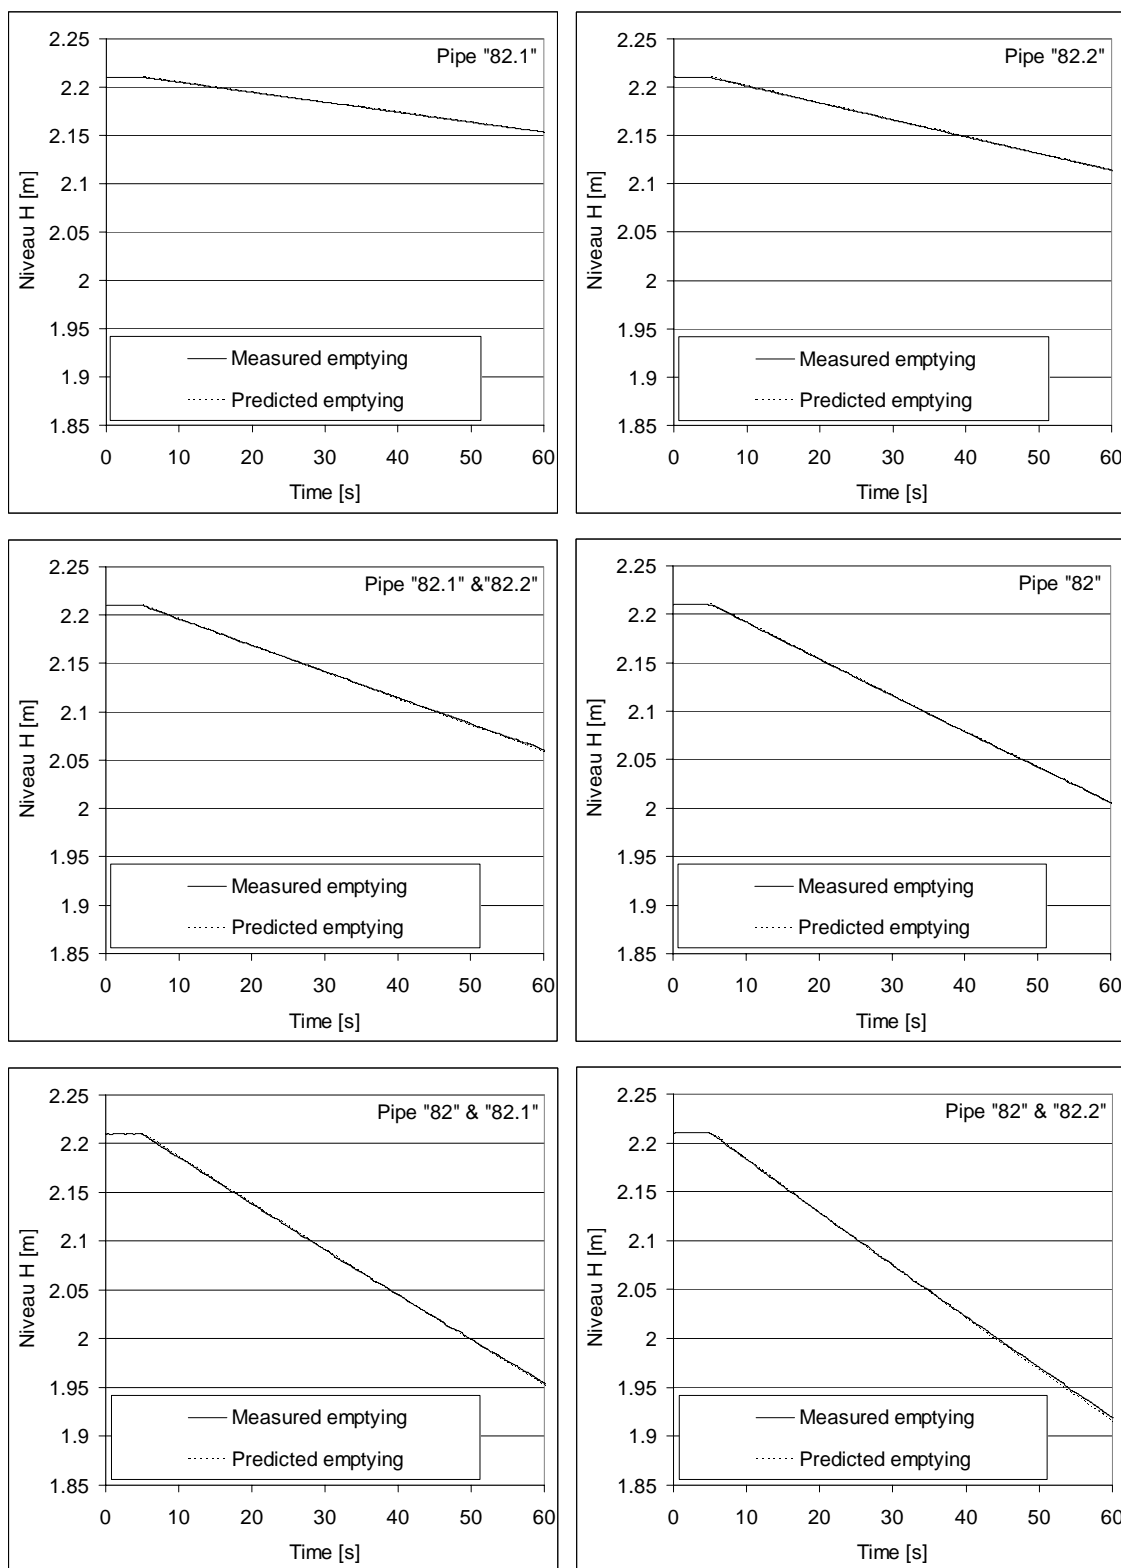 Pipe "82.1"
Niveau H [m]
2.25
2.2
2.15
2.1
2.05
2
1.95
1.9
1.85
Measured emptying
Predicted emptying
0 10 20 30 40 50 60
Time [s]
Pipe "82.2"
Niveau H [m]
2.25
2.2
2.15
2.1
2.05
2
1.95
1.9
1.85
Measured emptying
Predicted emptying
0 10 20 30 40 50 60
Time [s]
Pipe "82.1" &"82.2"
Niveau H [m]
2.25
2.2
2.15
2.1
2.05
2
1.95
1.9
1.85
Measured emptying
Predicted emptying
0 10 20 30 40 50 60
Time [s]
Pipe "82"
Niveau H [m]
2.25
2.2
2.15
2.1
2.05
2
1.95
1.9
1.85
Measured emptying
Predicted emptying
0 10 20 30 40 50 60
Time [s]
Pipe "82" & "82.1"
Niveau H [m]
2.25
2.2
2.15
2.1
2.05
2
1.95
1.9
1.85
Measured emptying
Predicted emptying
0 10 20 30 40 50 60
Time [s]
Pipe "82" & "82.2"
Niveau H [m]
2.25
2.2
2.15
2.1
2.05
2
1.95
1.9
1.85
Measured emptying
Predicted emptying
0 10 20 30 40 50 60
Time [s]